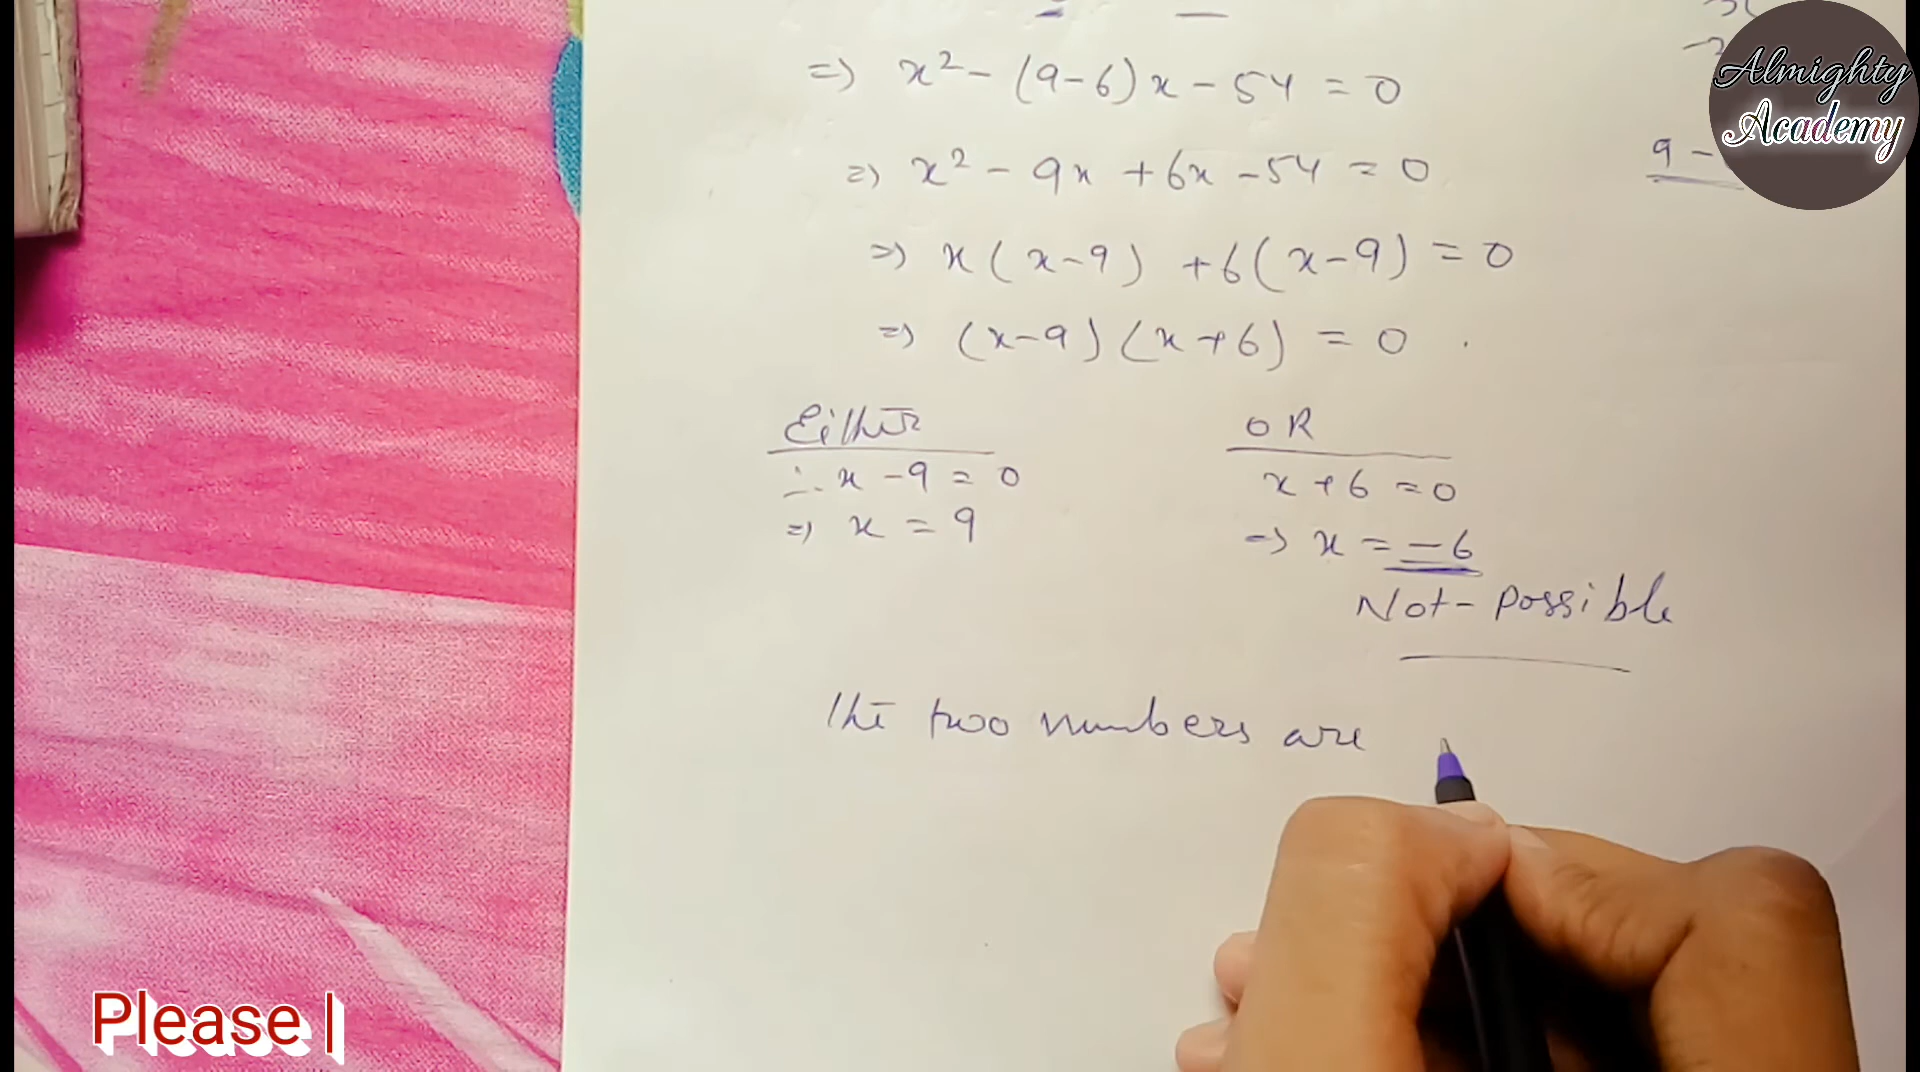 =) x² - (9-6)x - 54 = 0
=) x² - 9x + 6x - 54 = 0
=) x(x-9) + 6(x-9) = 0
=) (x-9)(x+6) = 0
Either
∴ x - 9 = 0
=) x = 9
OR
x + 6 = 0
=) x = -6
Not-possible
The two numbers are
9 -
Almighty
Academy
Please |